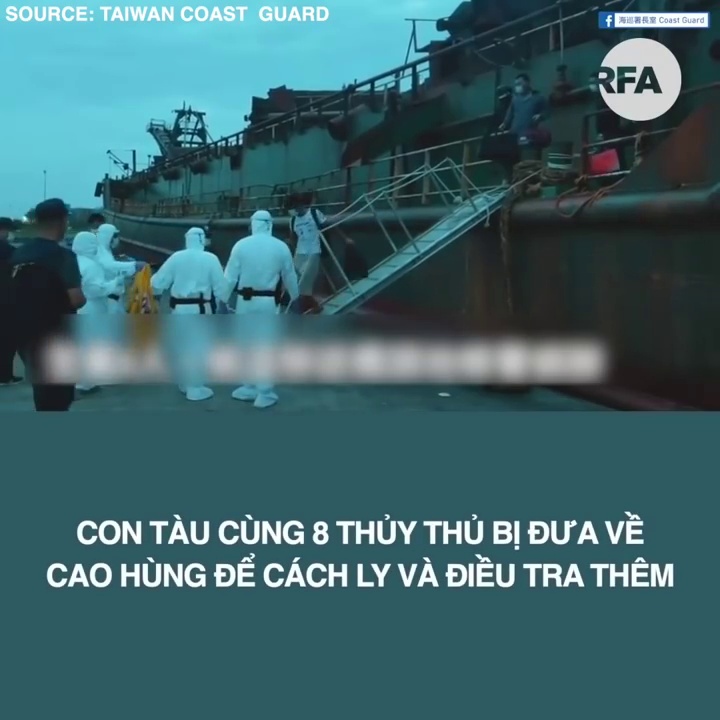 SOURCE: TAIWAN COAST GUARD
海巡署長室 Coast Guard
RFA
CON TÀU CÙNG 8 THỦY THỦ BỊ ĐƯA VỀ
CAO HÙNG ĐỂ CÁCH LY VÀ ĐIỀU TRA THÊM